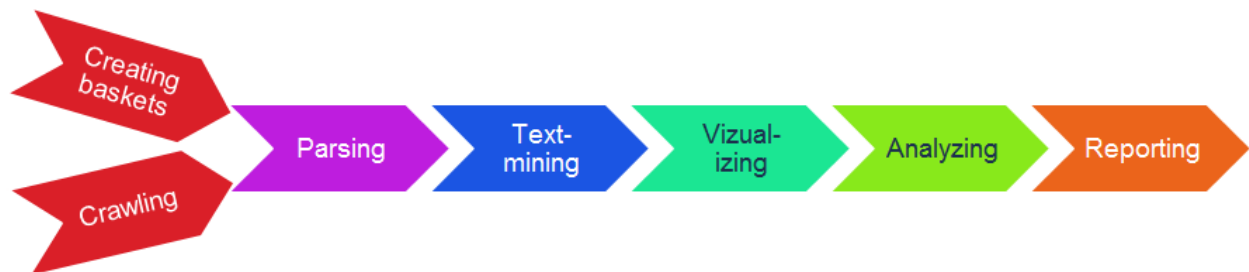 Creating
baskets
Crawling
Parsing
Text-
mining
Vizual-
izing
Analyzing
Reporting